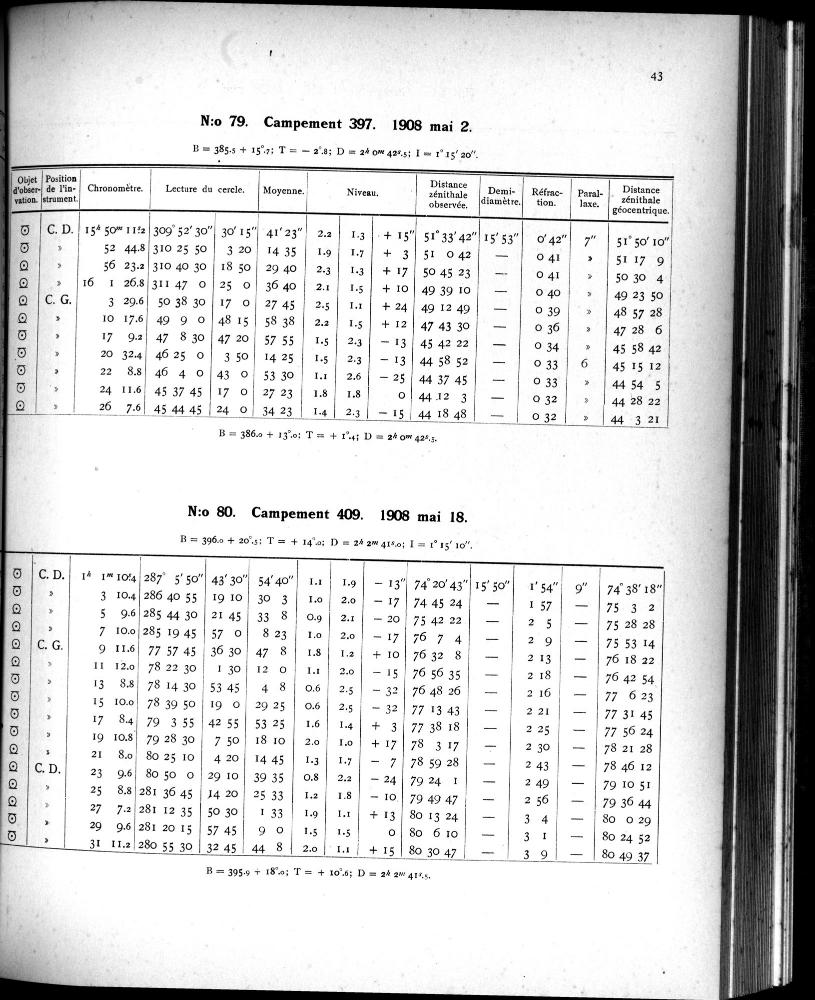 43
N:o 79. Campement 397. 1908 mai 2.
B = 385.5 + 15°.7; T = − 2°.8; D = 2h 0m 42s.5; I = 1° 15′ 20″.
Objet d'observation. Position de l'instrument. Chronomètre. Lecture du cercle. Moyenne. Niveau. Distance zénithale observée. Demi-diamètre. Réfraction. Parallaxe. Distance zénithale géocentrique.
C. D. 15h 50m 11s.2 309° 52′ 30″ 30′ 15″ 41′ 23″ 2.2 1.3 + 15″ 51° 33′ 42″ 15′ 53″ 0′ 42″ 7″ 51° 50′ 10″
» 52 44.8 310 25 50 3 20 14 35 1.9 1.7 + 3 51 0 42 — 0 41 » 51 17 9
» 56 23.2 310 40 30 18 50 29 40 2.3 1.3 + 17 50 45 23 — 0 41 » 50 30 4
» 16 1 26.8 311 47 0 25 0 36 40 2.1 1.5 + 10 49 39 10 — 0 40 » 49 23 50
C. G. 3 29.6 50 38 30 17 0 27 45 2.5 1.1 + 24 49 12 49 — 0 39 » 48 57 28
» 10 17.6 49 9 0 48 15 58 38 2.2 1.5 + 12 47 43 30 — 0 36 » 47 28 6
» 17 9.2 47 8 30 47 20 57 55 1.5 2.3 − 13 45 42 22 — 0 34 » 45 58 42
» 20 32.4 46 25 0 3 50 14 25 1.5 2.3 − 13 44 58 52 — 0 33 6 45 15 12
» 22 8.8 46 4 0 43 0 53 30 1.1 2.6 − 25 44 37 45 — 0 33 » 44 54 5
» 24 11.6 45 37 45 17 0 27 23 1.8 1.8 0 44 12 3 — 0 32 » 44 28 22
» 26 7.6 45 44 45 24 0 34 23 1.4 2.3 − 15 44 18 48 — 0 32 » 44 3 21
B = 386.0 + 13°.0; T = + 1°.4; D = 2h 0m 42s.5.
N:o 80. Campement 409. 1908 mai 18.
B = 396.0 + 20°.5; T = + 14°.0; D = 2h 2m 41s.0; I = 1° 15′ 10″.
C. D. 1h 1m 10s.4 287° 5′ 50″ 43′ 30″ 54′ 40″ 1.1 1.9 − 13″ 74° 20′ 43″ 15′ 50″ 1′ 54″ 9″ 74° 38′ 18″
» 3 10.4 286 40 55 19 10 30 3 1.0 2.0 − 17 74 45 24 — 1 57 — 75 3 2
» 5 9.6 285 44 30 21 45 33 8 0.9 2.1 − 20 75 42 22 — 2 5 — 75 28 28
» 7 10.0 285 19 45 57 0 8 23 1.0 2.0 − 17 76 7 4 — 2 9 — 75 53 14
C. G. 9 11.6 77 57 45 36 30 47 8 1.8 1.2 + 10 76 32 8 — 2 13 — 76 18 22
» 11 12.0 78 22 30 1 30 12 0 1.1 2.0 − 15 76 56 35 — 2 18 — 76 42 54
» 13 8.8 78 14 30 53 45 4 8 0.6 2.5 − 32 76 48 26 — 2 16 — 77 6 23
» 15 10.0 78 39 50 19 0 29 25 0.6 2.5 − 32 77 13 43 — 2 21 — 77 31 45
» 17 8.4 79 3 55 42 55 53 25 1.6 1.4 + 3 77 38 18 — 2 25 — 77 56 24
» 19 10.8 79 28 30 7 50 18 10 2.0 1.0 + 17 78 3 17 — 2 30 — 78 21 28
» 21 8.0 80 25 10 4 20 14 45 1.3 1.7 − 7 78 59 28 — 2 43 — 78 46 12
C. D. 23 9.6 80 50 0 29 10 39 35 0.8 2.2 − 24 79 24 1 — 2 49 — 79 10 51
» 25 8.8 281 36 45 14 20 25 33 1.2 1.8 − 10 79 49 47 — 2 56 — 79 36 44
» 27 7.2 281 12 35 50 30 1 33 1.9 1.1 + 13 80 13 24 — 3 4 — 80 0 29
» 29 9.6 281 20 15 57 45 9 0 1.5 1.5 0 80 6 10 — 3 1 — 80 24 52
» 31 11.2 280 55 30 32 45 44 8 2.0 1.1 + 15 80 30 47 — 3 9 — 80 49 37
B = 395.9 + 18°.0; T = + 10°.6; D = 2h 2m 41s.5.